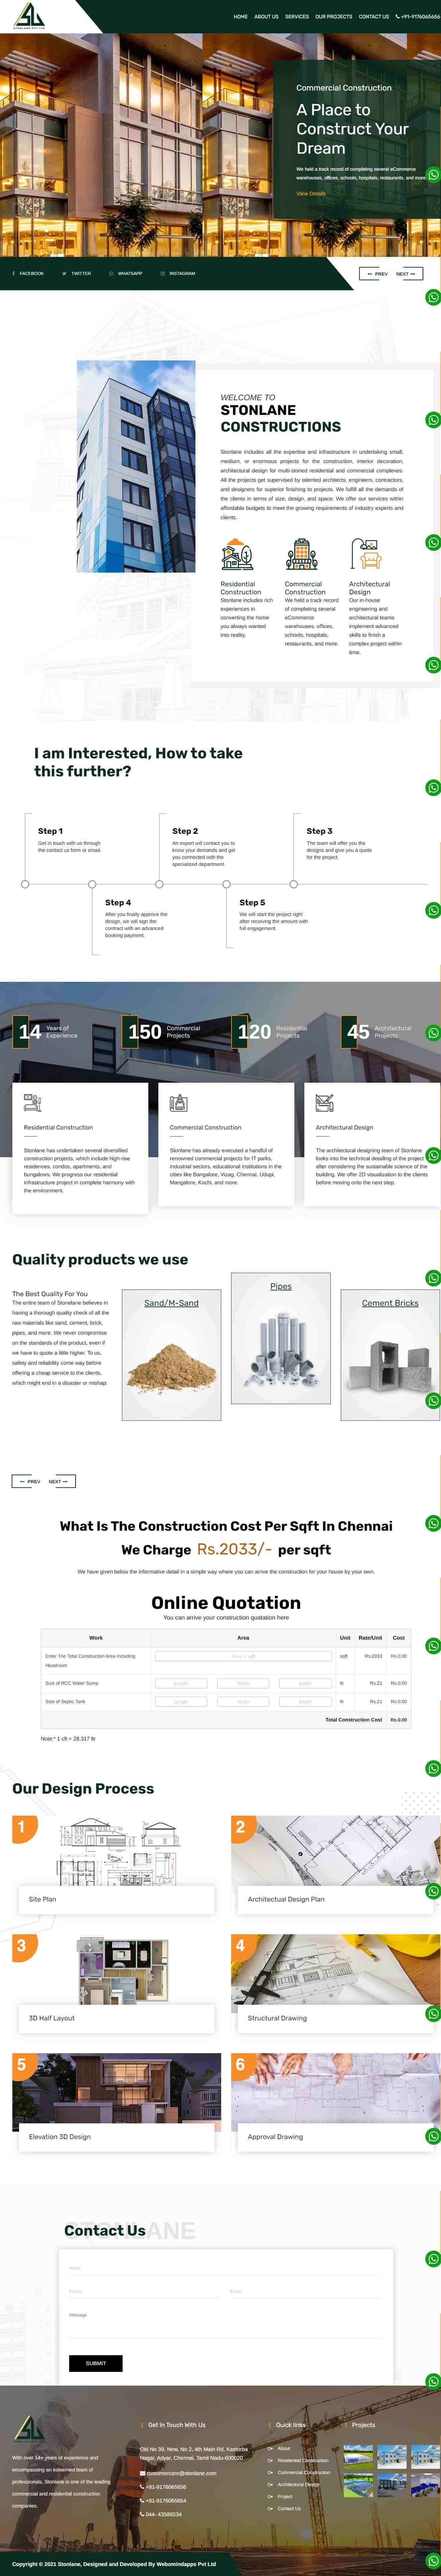 STONLANE PVT LTD
HOME ABOUT US SERVICES OUR PROJECTS CONTACT US +91-9176065656
Commercial Construction
A Place to
Construct Your
Dream
We held a track record of completing several eCommerce
warehouses, offices, schools, hospitals, restaurants, and more.
View Details
FACEBOOK TWITTER WHATSAPP INSTAGRAM
PREV NEXT
WELCOME TO
STONLANE
CONSTRUCTIONS
Stonlane includes all the expertise and infrastructure in undertaking small,
medium, or enormous projects for the construction, interior decoration,
architectural design for multi-storied residential and commercial complexes.
All the projects get supervised by talented architects, engineers, contractors,
and designers for superior finishing to projects. We fulfill all the demands of
the clients in terms of size, design, and space. We offer our services within
affordable budgets to meet the growing requirements of industry experts and
clients.
Residential
Construction
Stonlane includes rich
experiences in
converting the home
you always wanted
into reality.
Commercial
Construction
We held a track record
of completing several
eCommerce
warehouses, offices,
schools, hospitals,
restaurants, and more.
Architectural
Design
Our in-house
engineering and
architectural teams
implement advanced
skills to finish a
complex project within
time.
I am Interested, How to take
this further?
Step 1
Get in touch with us through
the contact us form or email.
Step 2
An expert will contact you to
know your demands and get
you connected with the
specialized department.
Step 3
The team will offer you the
designs and give you a quote
for the project.
Step 4
After you finally approve the
design, we will sign the
contract with an advanced
booking payment.
Step 5
We will start the project right
after receiving the amount with
full engagement.
14 Years of
Experience
150 Commercial
Projects
120 Residential
Projects
45 Architectural
Projects
Residential Construction
Stonlane has undertaken several diversified
construction projects, which include high-rise
residences, condos, apartments, and
bungalows. We progress our residential
infrastructure project in complete harmony with
the environment.
Commercial Construction
Stonlane has already executed a handful of
renowned commercial projects for IT parks,
industrial sectors, educational institutions in the
cities like Bangalore, Vizag, Chennai, Udupi,
Mangalore, Kochi, and more.
Architectural Design
The architectural designing team of Stonlane
looks into the technical detailing of the project
after considering the sustainable science of the
building. We offer 2D visualization to the clients
before moving onto the next step.
Quality products we use
The Best Quality For You
The entire team of Stonelane believes in
having a thorough quality check of all the
raw materials like sand, cement, brick,
pipes, and more. We never compromise
on the standards of the product, even if
we have to quote a little higher. To us,
safety and reliability come way before
offering a cheap service to the clients,
which might end in a disaster or mishap.
Sand/M-Sand
Pipes
Cement Bricks
PREV NEXT
What Is The Construction Cost Per Sqft In Chennai
We Charge Rs.2033/- per sqft
We have given below the informative detail in a simple way where you can arrive the construction for your house by your own.
Online Quotation
You can arrive your construction quatation here
Work Area Unit Rate/Unit Cost
Enter The Total Construction Area Including
Headroom
Area in sqft sqft Rs.2033 Rs.0.00
Size of RCC Water Sump Length Width Depth ltr Rs.21 Rs.0.00
Size of Septic Tank Length Width Depth ltr Rs.21 Rs.0.00
Total Construction Cost Rs.0.00
Note:* 1 cft = 28.317 ltr
Our Design Process
1
Site Plan
2
Architectual Design Plan
3
3D Half Layout
4
Structural Drawing
5
Elevation 3D Design
6
Approval Drawing
STONLANE
Contact Us
Name
Phone Email
Message
SUBMIT
With over 14+ years of experience and
encompassing an esteemed team of
professionals, Stonlane is one of the leading
commercial and residential construction
companies.
Get In Touch With Us
Old No 39, New, No 2, 4th Main Rd, Kasturba
Nagar, Adyar, Chennai, Tamil Nadu-600020
customercare@stonlane.com
+91-9176065656
+91-9176065654
044- 43586534
Quick links
About
Residential Construction
Commercial Construction
Architectural Design
Project
Contact Us
Projects
Copyright © 2021 Stonlane, Designed and Developed By Webomindapps Pvt Ltd